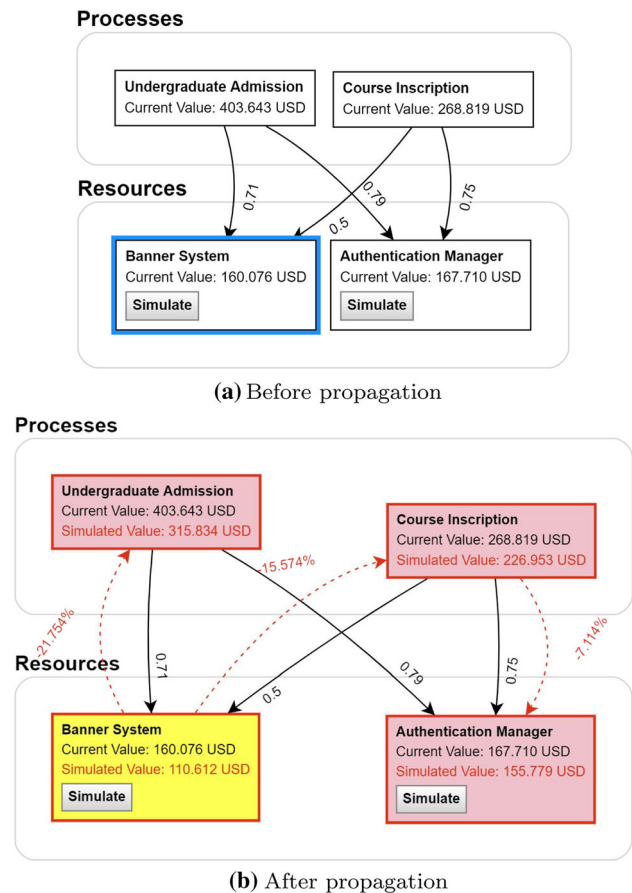 Processes
Undergraduate Admission
Current Value: 403.643 USD
Course Inscription
Current Value: 268.819 USD
0.71
0.79
0.5
0.75
Resources
Banner System
Current Value: 160.076 USD
Simulate
Authentication Manager
Current Value: 167.710 USD
Simulate
(a) Before propagation
Processes
Undergraduate Admission
Current Value: 403.643 USD
Simulated Value: 315.834 USD
Course Inscription
Current Value: 268.819 USD
Simulated Value: 226.953 USD
-15.574%
-21.754%
-7.114%
0.71
0.79
0.5
0.75
Resources
Banner System
Current Value: 160.076 USD
Simulated Value: 110.612 USD
Simulate
Authentication Manager
Current Value: 167.710 USD
Simulated Value: 155.779 USD
Simulate
(b) After propagation